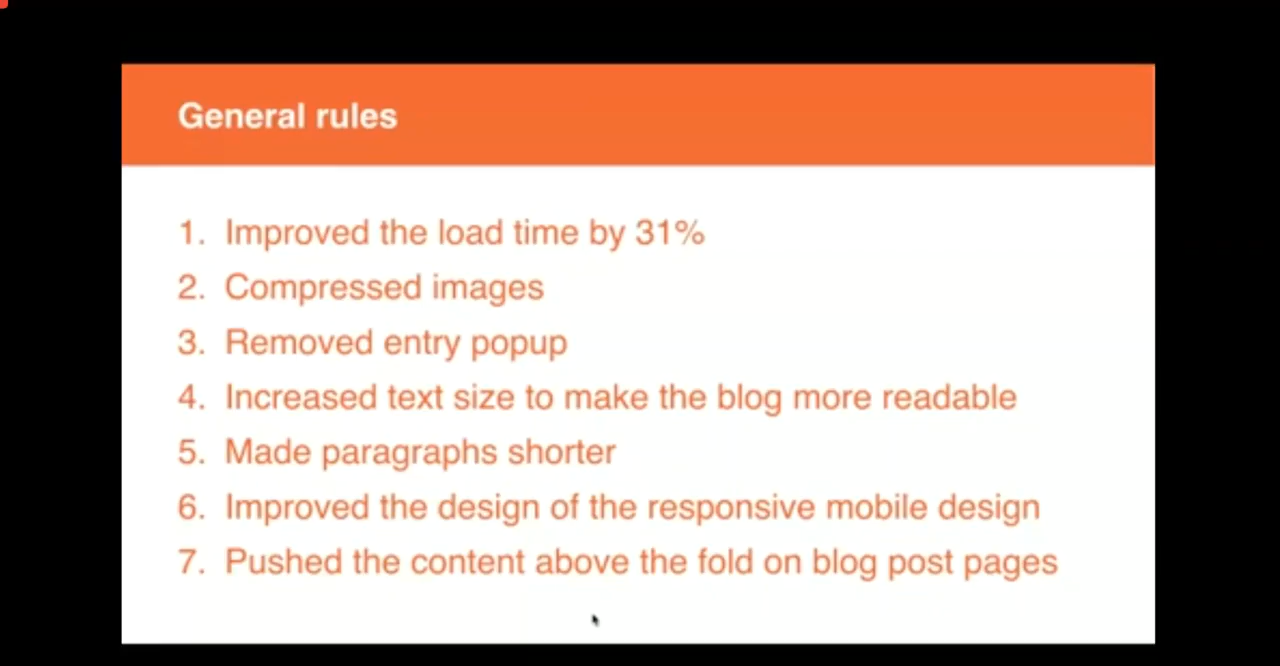 General rules
1. Improved the load time by 31%
2. Compressed images
3. Removed entry popup
4. Increased text size to make the blog more readable
5. Made paragraphs shorter
6. Improved the design of the responsive mobile design
7. Pushed the content above the fold on blog post pages